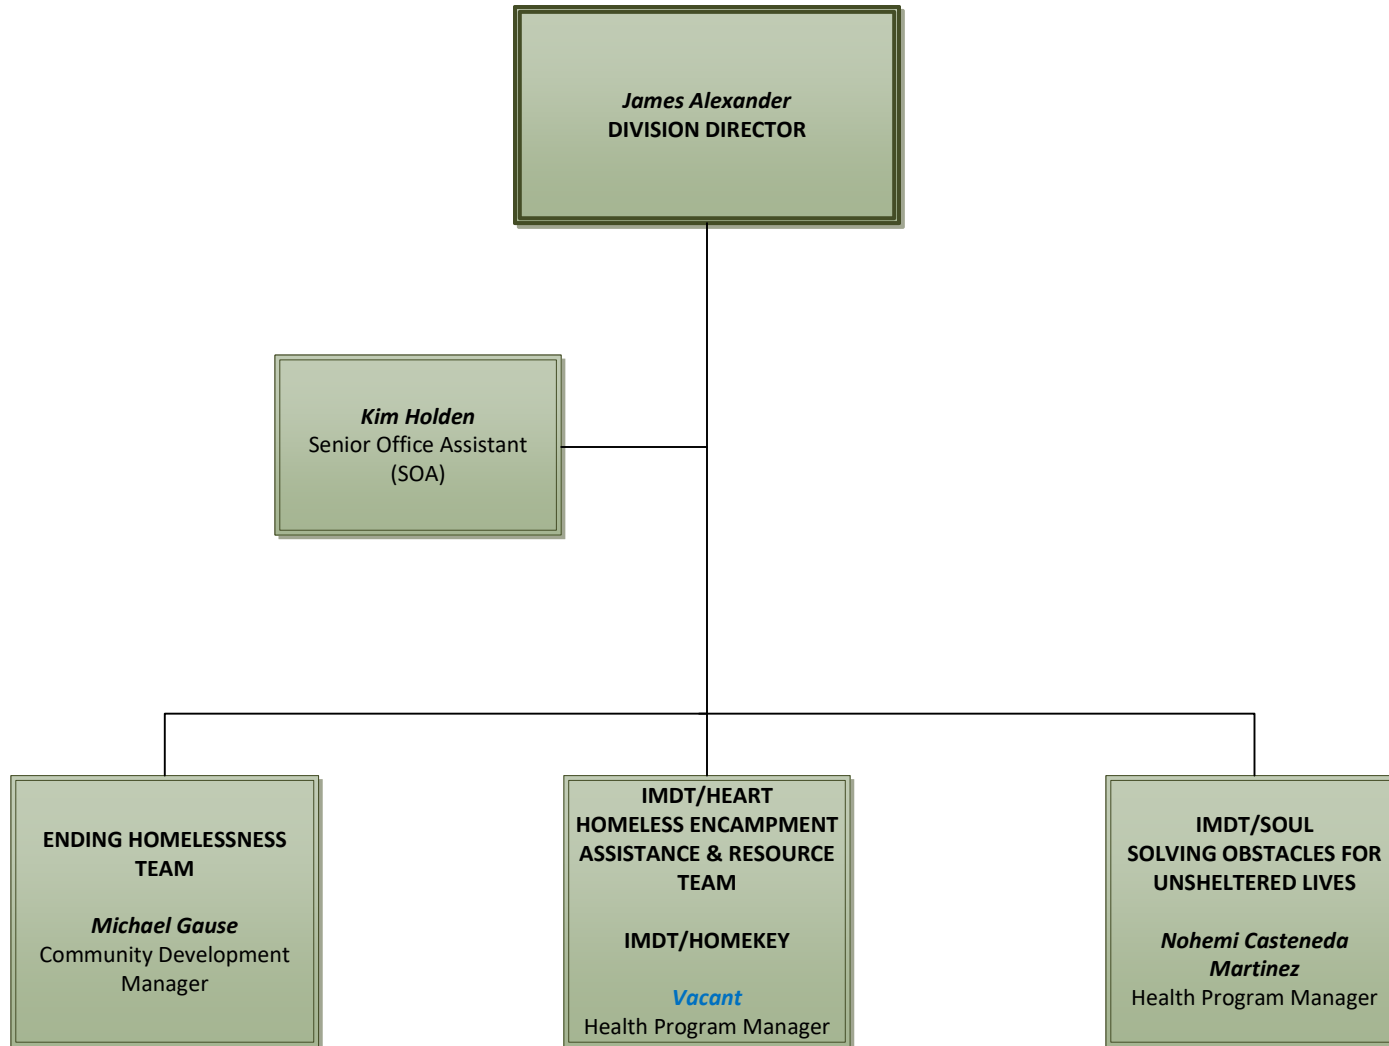 James Alexander
DIVISION DIRECTOR
Kim Holden
Senior Office Assistant
(SOA)
ENDING HOMELESSNESS
TEAM
Michael Gause
Community Development
Manager
IMDT/HEART
HOMELESS ENCAMPMENT
ASSISTANCE & RESOURCE
TEAM
IMDT/HOMEKEY
Vacant
Health Program Manager
IMDT/SOUL
SOLVING OBSTACLES FOR
UNSHELTERED LIVES
Nohemi Casteneda
Martinez
Health Program Manager